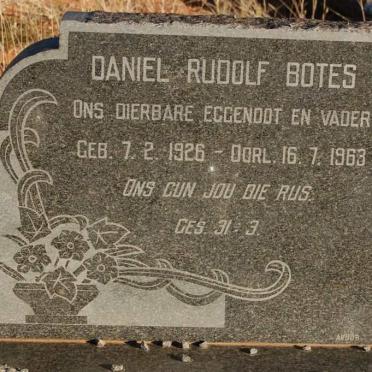 DANIEL RUDOLF BOTES
ONS DIERBARE EGGENOOT EN VADER
GEB. 7. 2. 1926 - OORL. 16. 7. 1963
ONS GUN JOU DIE RUS.
GES. 31 : 3.